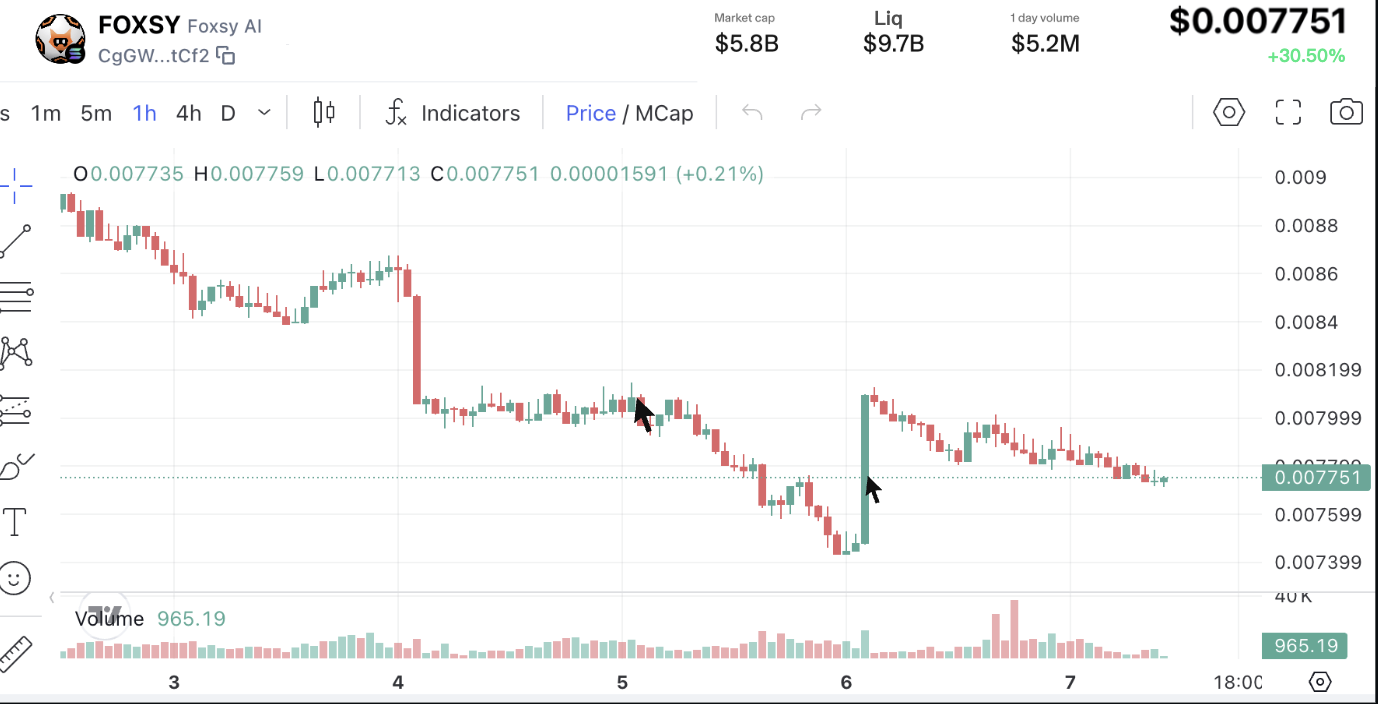 FOXSY Foxsy AI
CgGW...tCf2
Market cap
$5.8B
Liq
$9.7B
1 day volume
$5.2M
$0.007751
+30.50%
s 1m 5m 1h 4h D Indicators Price / MCap
O0.007735 H0.007759 L0.007713 C0.007751 0.00001591 (+0.21%)
0.009
0.0088
0.0086
0.0084
0.008199
0.007999
0.007751
0.007599
0.007399
40K
Volume 965.19
965.19
3 4 5 6 7 18:00